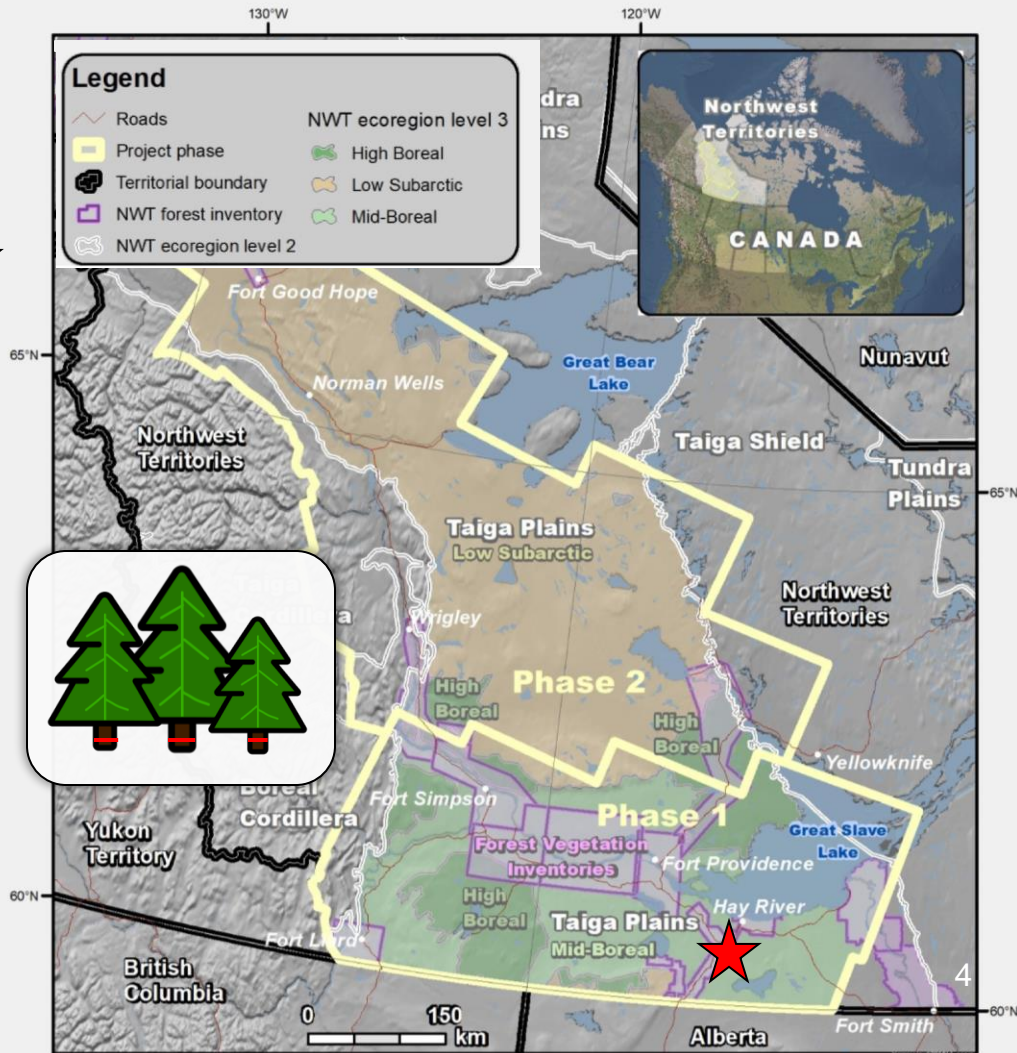 130°W
120°W
Legend
Roads
Project phase
Territorial boundary
NWT forest inventory
NWT ecoregion level 2
NWT ecoregion level 3
High Boreal
Low Subarctic
Mid-Boreal
Northwest
Territories
CANADA
Fort Good Hope
65°N
Great Bear
Lake
Nunavut
Norman Wells
Northwest
Territories
Taiga Shield
Tundra
Plains
65°N
Taiga Plains
Low Subarctic
Northwest
Territories
Wrigley
Phase 2
High
Boreal
High
Boreal
Yellowknife
Boreal
Cordillera
Fort Simpson
Phase 1
Great Slave
Lake
Yukon
Territory
Forest Vegetation
Inventories
Fort Providence
60°N
High
Boreal
Hay River
Taiga Plains
Mid-Boreal
Fort Liard
British
Columbia
4
0
150
km
Alberta
Fort Smith
60°N